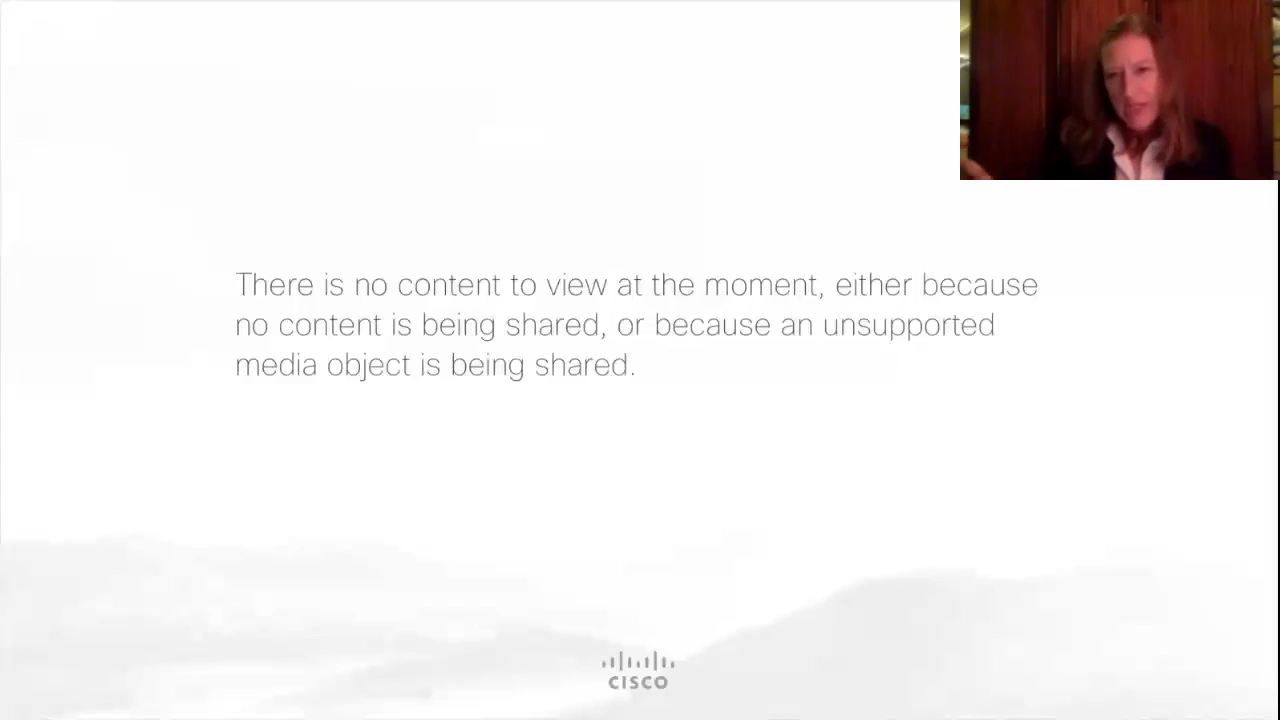 There is no content to view at the moment, either because
no content is being shared, or because an unsupported
media object is being shared.
CISCO